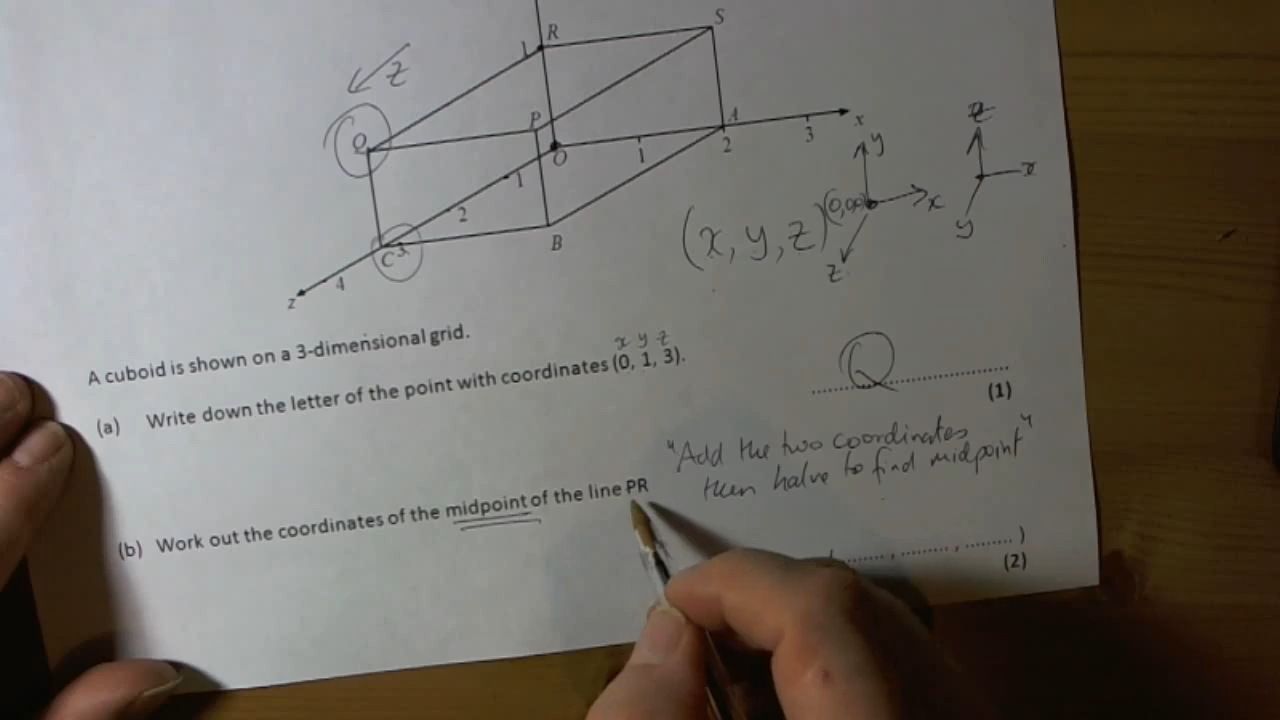 S
R
1
z
P
Q
A
x
3
2
1
O
1
y
z
x
(0,0,0)
x
y
(x, y, z)
z
2
B
C
3
4
z
A cuboid is shown on a 3-dimensional grid.
x y z
(a) Write down the letter of the point with coordinates (0, 1, 3).
Q
(1)
"Add the two coordinates
then halve to find midpoint"
(b) Work out the coordinates of the midpoint of the line PR
( ........ , ......... , ......... )
(2)